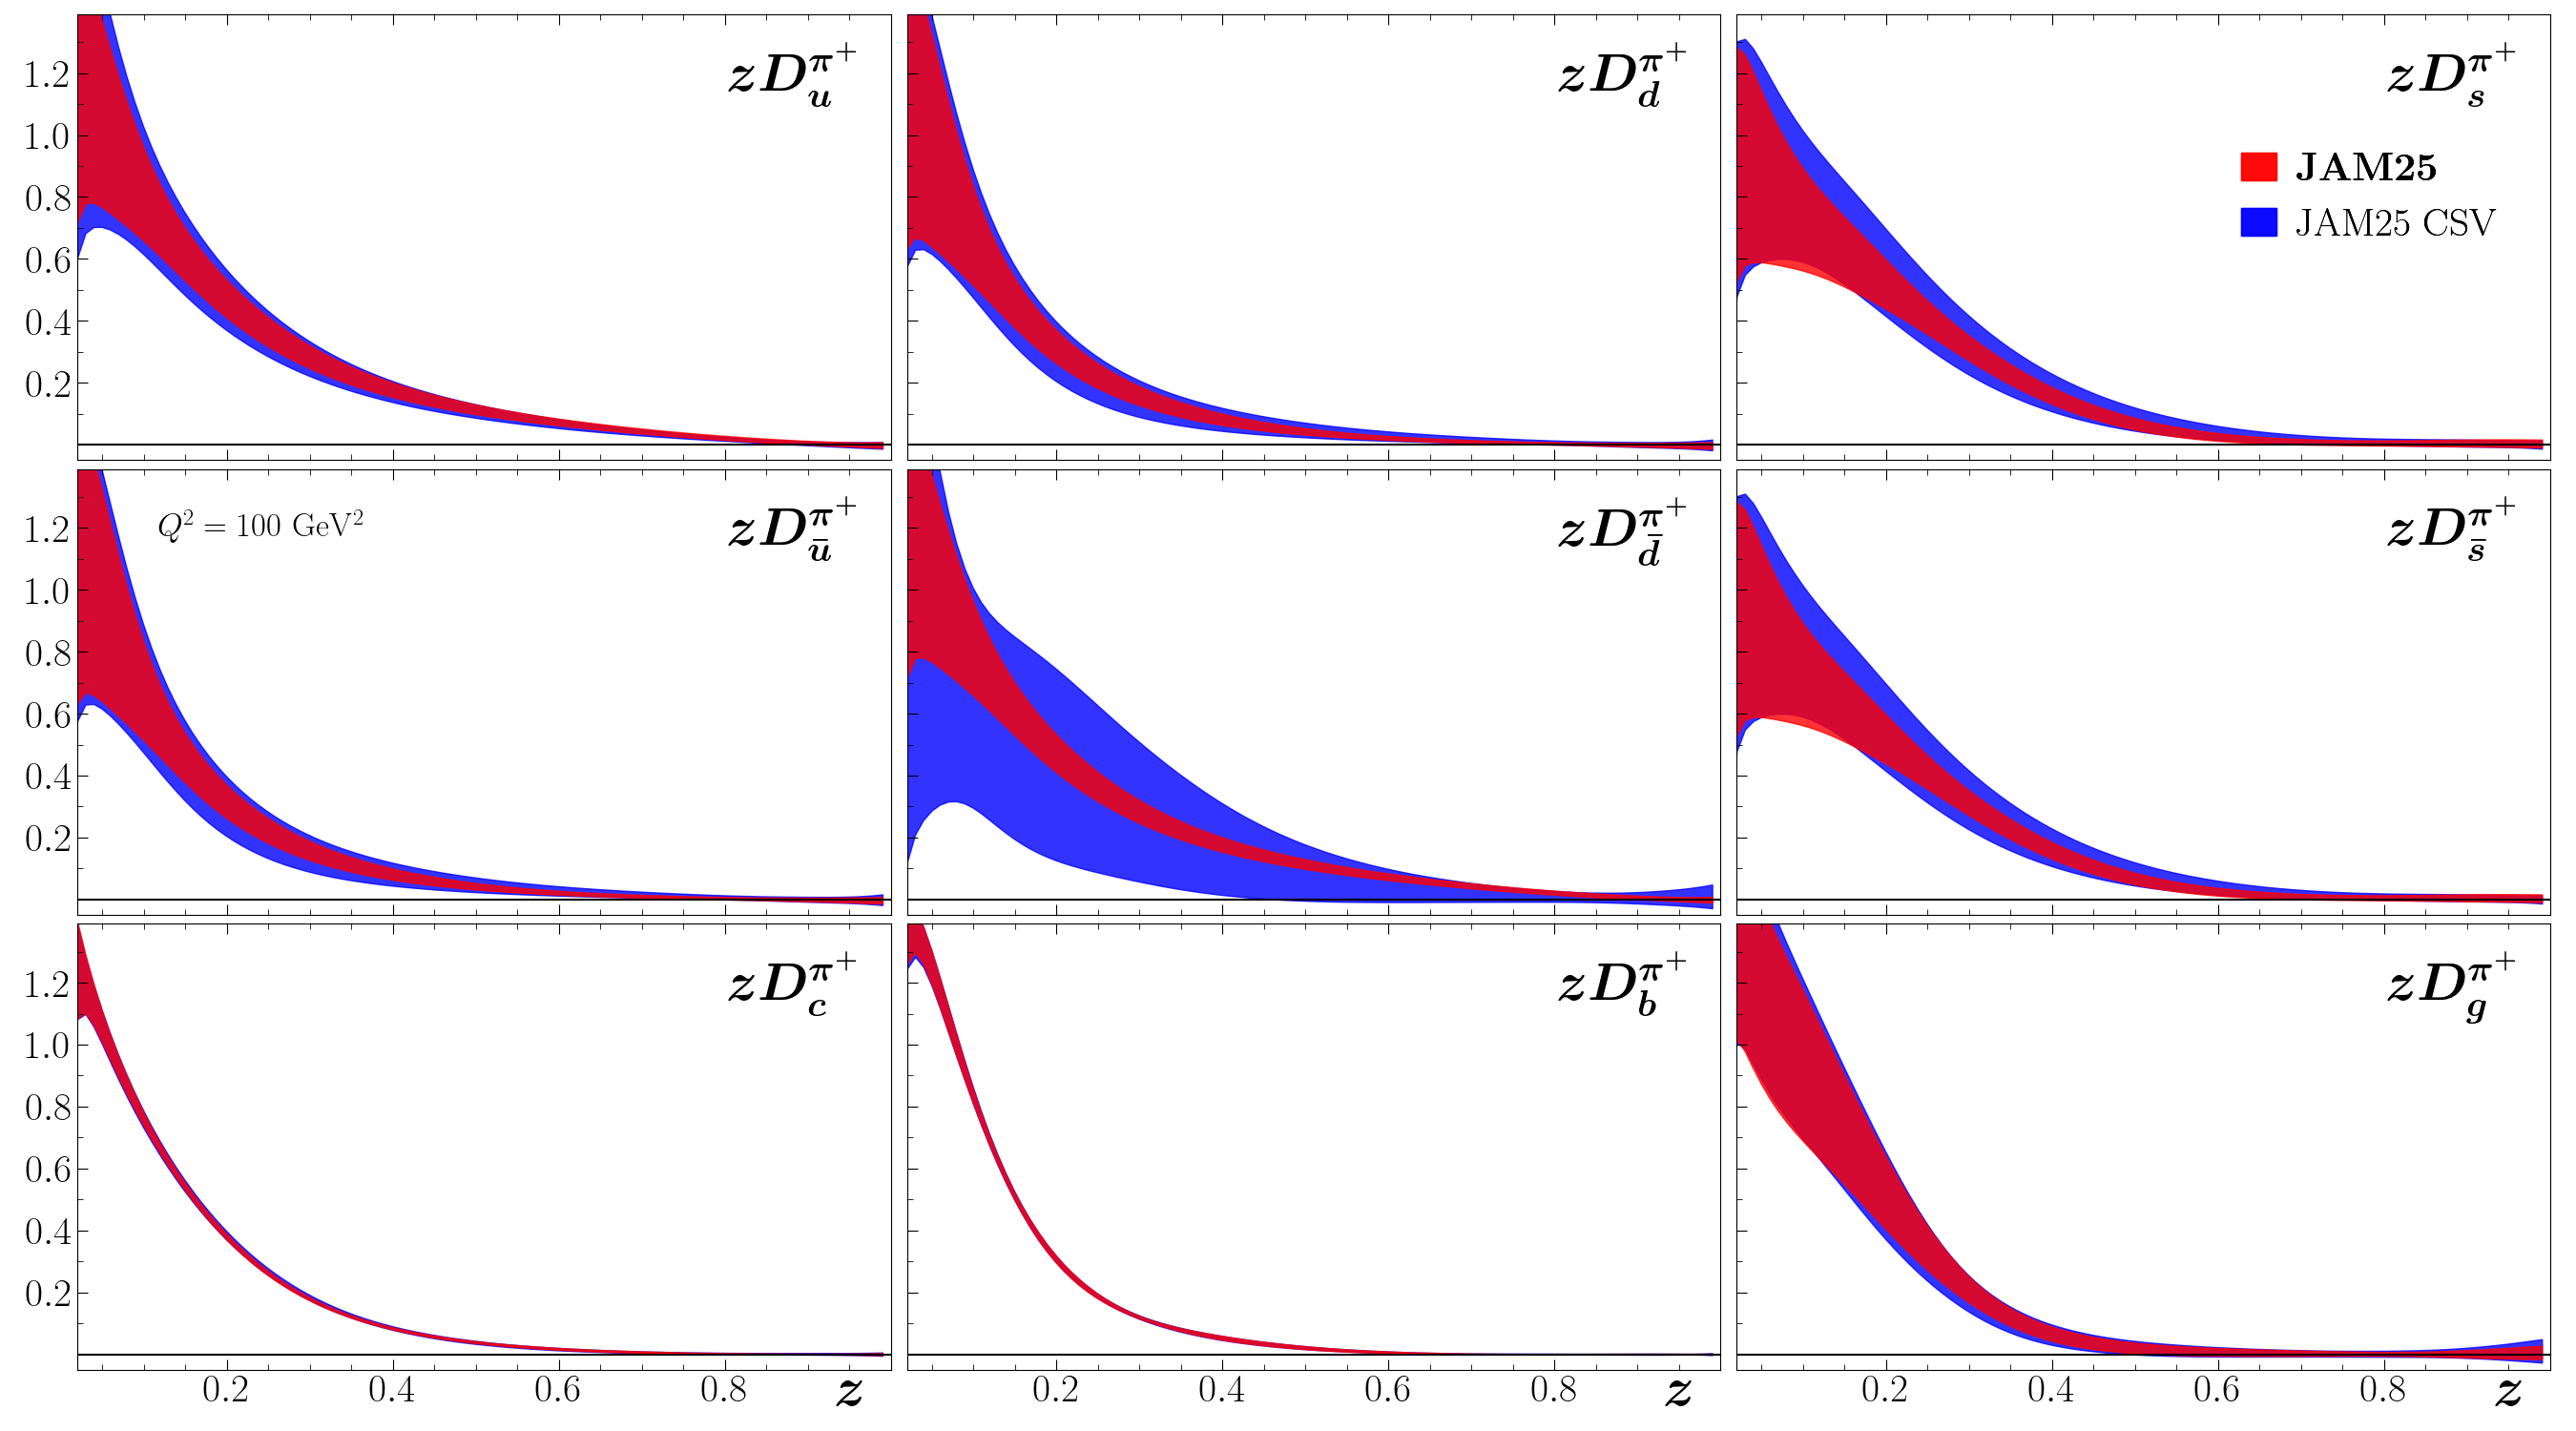 1.2
1.0
0.8
0.6
0.4
0.2
zD_u^{π^+}
zD_d^{π^+}
zD_s^{π^+}
JAM25
JAM25 CSV
1.2
1.0
0.8
0.6
0.4
0.2
Q^2 = 100 GeV^2
zD_{ū}^{π^+}
zD_{d̄}^{π^+}
zD_{s̄}^{π^+}
1.2
1.0
0.8
0.6
0.4
0.2
zD_c^{π^+}
zD_b^{π^+}
zD_g^{π^+}
0.2 0.4 0.6 0.8 z
0.2 0.4 0.6 0.8 z
0.2 0.4 0.6 0.8 z